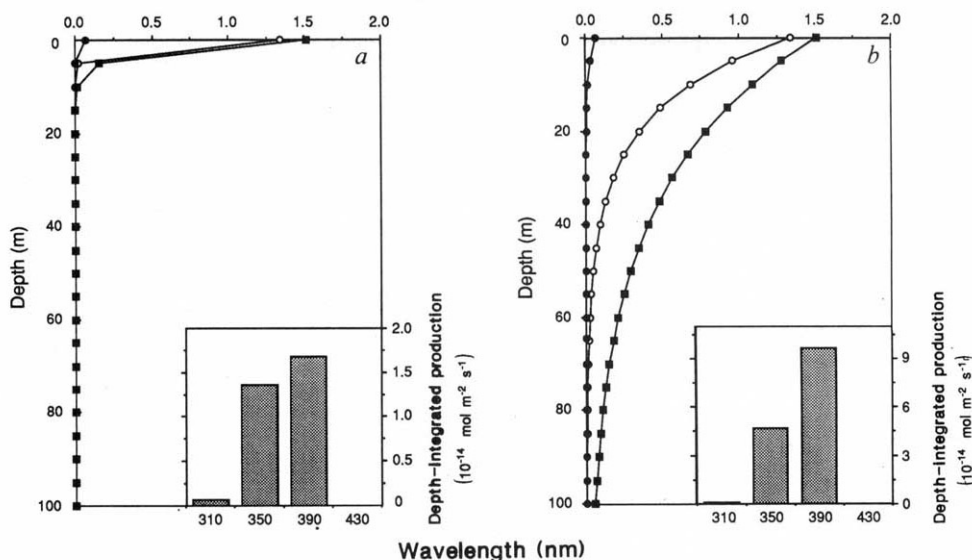 0.0 0.5 1.0 1.5 2.0
a
0
20
40
60
80
100
Depth (m)
2.0
1.5
1.0
0.5
0
Depth-integrated production
(10-14 mol m-2 s-1)
310 350 390 430
0.0 0.5 1.0 1.5 2.0
b
0
20
40
60
80
100
Depth (m)
9
6
3
0
Depth-integrated production
(10-14 mol m-2 s-1)
310 350 390 430
Wavelength (nm)